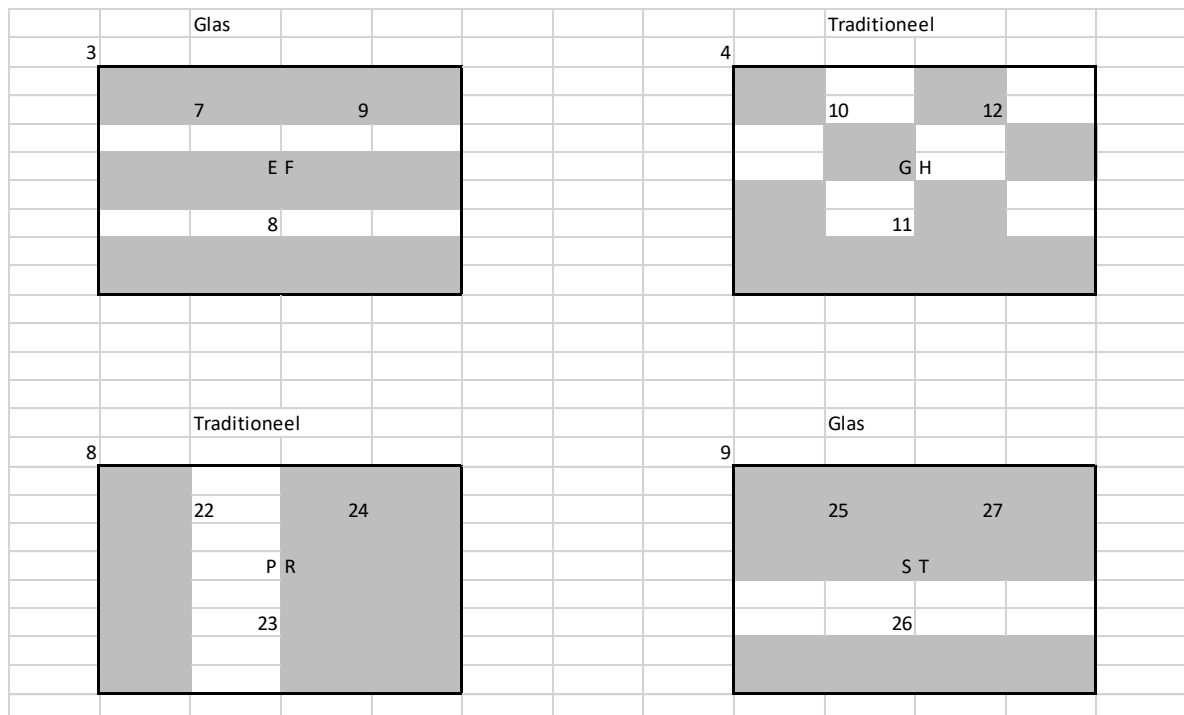 Glas Traditioneel
3 4
7 9 10 12
E F G H
8 11
Traditioneel Glas
8 9
22 24 25 27
P R S T
23 26